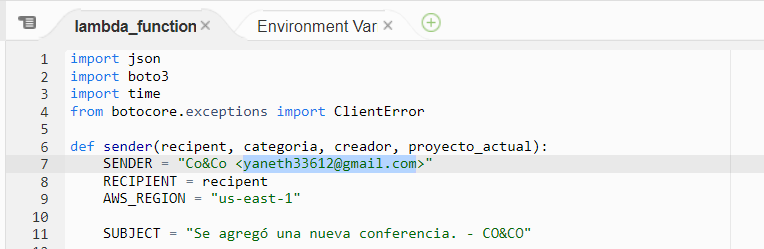 lambda_function × Environment Var ×
1 import json
2 import boto3
3 import time
4 from botocore.exceptions import ClientError
5
6 def sender(recipent, categoria, creador, proyecto_actual):
7 SENDER = "Co&Co <yaneth33612@gmail.com>"
8 RECIPIENT = recipent
9 AWS_REGION = "us-east-1"
10
11 SUBJECT = "Se agregó una nueva conferencia. - CO&CO"